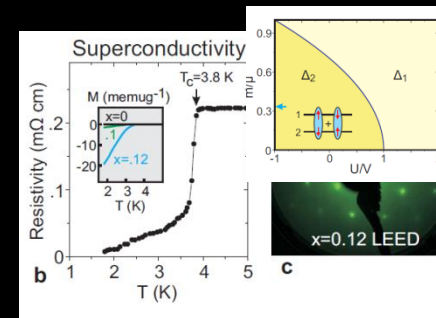 Superconductivity
Tc=3.8 K
M (memug-1)
x=0
.1
x=.12
0
-10
-20
2 3 4
T (K)
Resistivity (mΩ cm)
.2
.1
0
1 2 3 4 5
T (K)
b
m/μ
0.9
0.6
0.3
0
Δ2
Δ1
1
+
2
-1 0 1
U/V
x=0.12 LEED
c